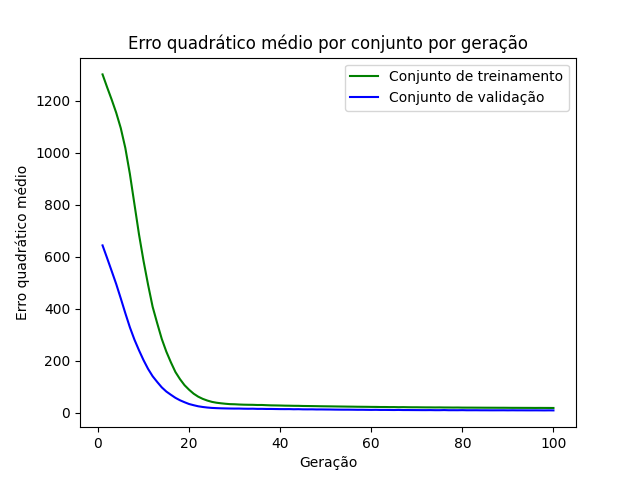 Erro quadrático médio por conjunto por geração
Conjunto de treinamento
Conjunto de validação
Erro quadrático médio
1200
1000
800
600
400
200
0
0 20 40 60 80 100
Geração